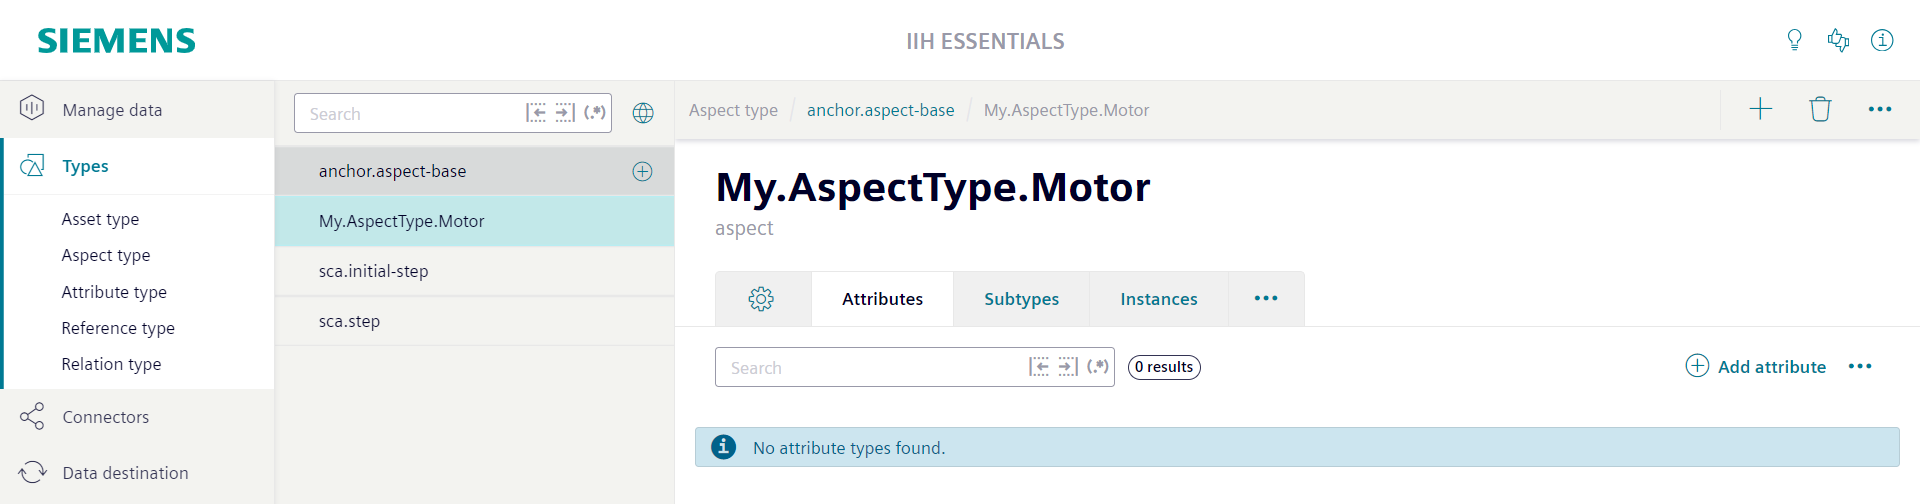 SIEMENS
IIH ESSENTIALS
Manage data
Types
Asset type
Aspect type
Attribute type
Reference type
Relation type
Connectors
Data destination
Search (.*)
anchor.aspect-base
My.AspectType.Motor
sca.initial-step
sca.step
Aspect type / anchor.aspect-base / My.AspectType.Motor
My.AspectType.Motor
aspect
Attributes Subtypes Instances
Search (.*) 0 results Add attribute
No attribute types found.